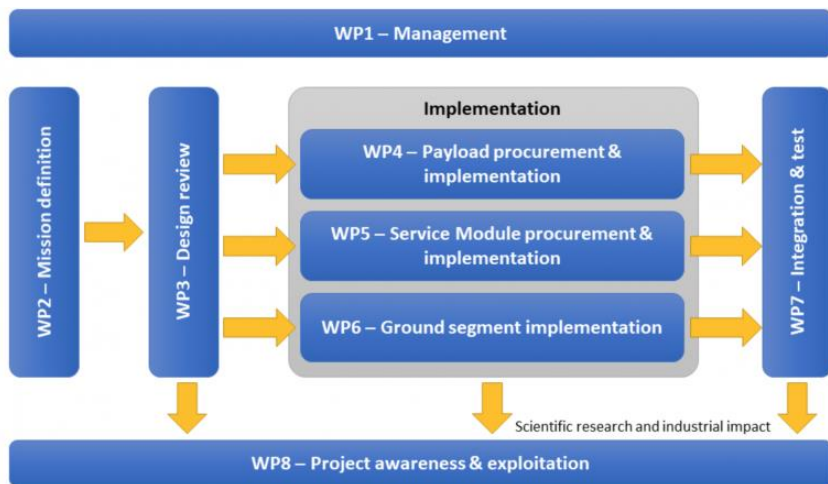 WP1 – Management
WP2 – Mission definition
WP3 – Design review
Implementation
WP4 – Payload procurement &
implementation
WP5 – Service Module procurement &
implementation
WP6 – Ground segment implementation
WP7 – Integration & test
Scientific research and industrial impact
WP8 – Project awareness & exploitation